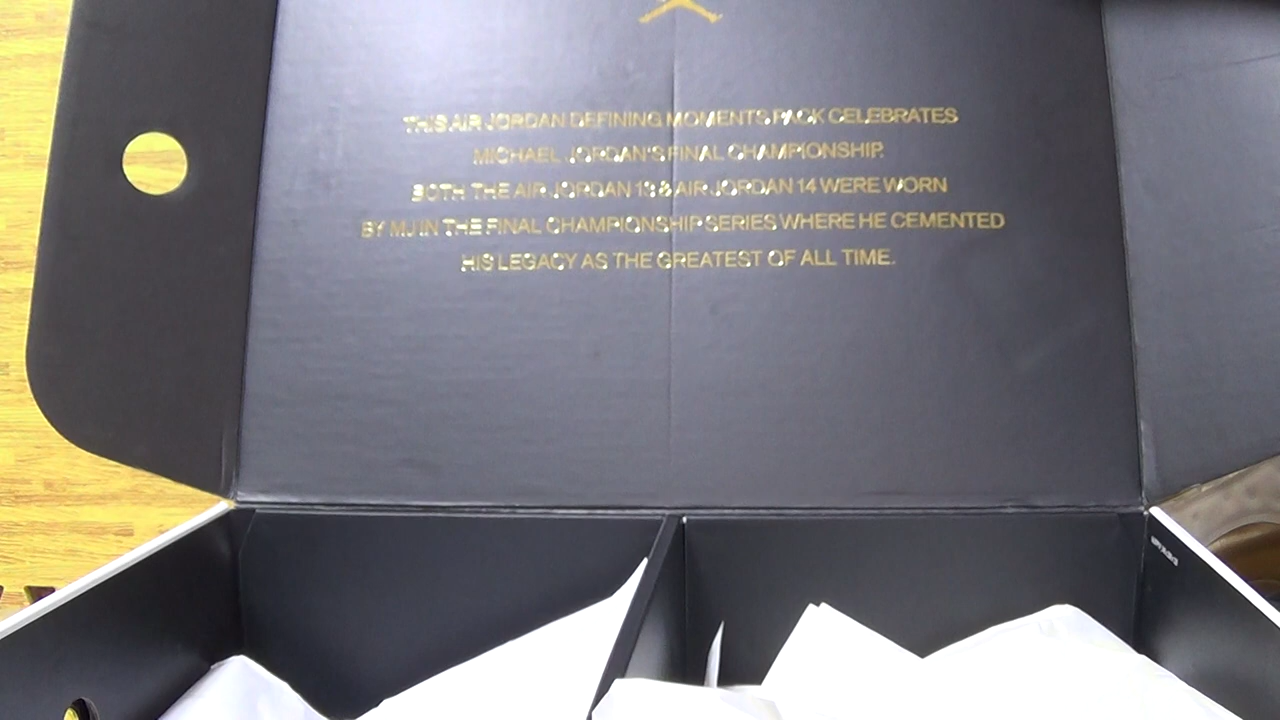 THIS AIR JORDAN DEFINING MOMENTS PACK CELEBRATES
MICHAEL JORDAN'S FINAL CHAMPIONSHIP.
BOTH THE AIR JORDAN 13 & AIR JORDAN 14 WERE WORN
BY MJ IN THE FINAL CHAMPIONSHIP SERIES WHERE HE CEMENTED
HIS LEGACY AS THE GREATEST OF ALL TIME.